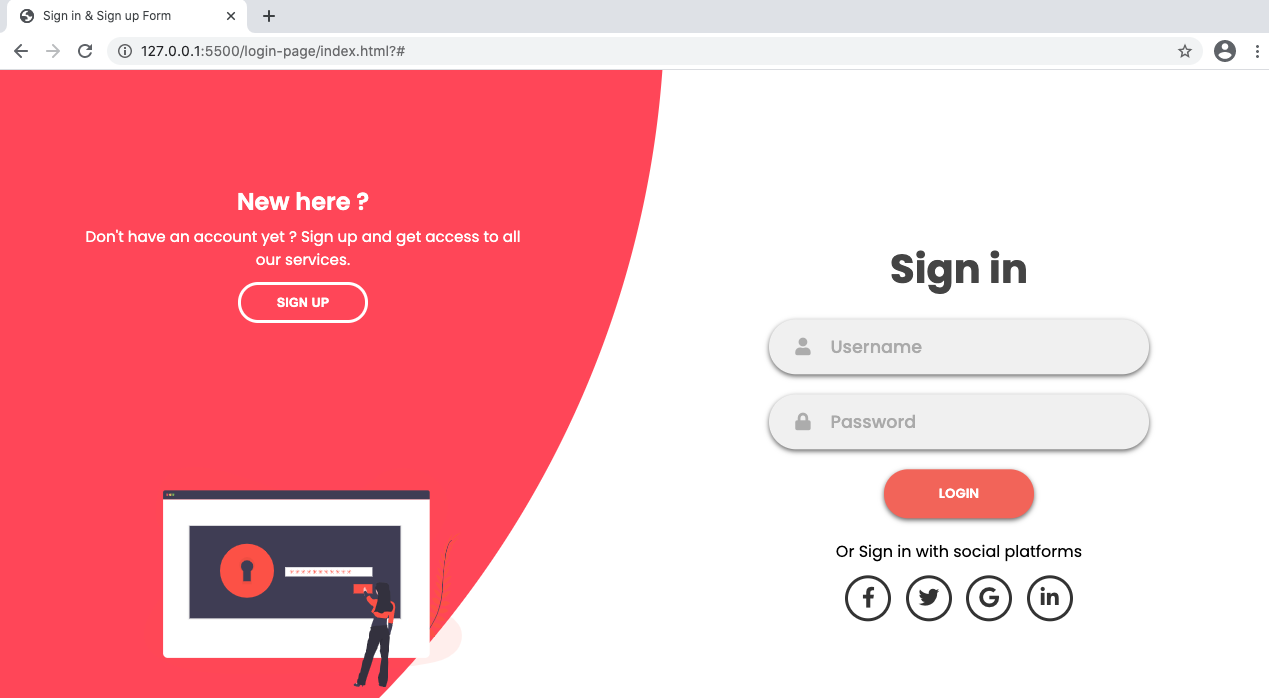 Sign in & Sign up Form
127.0.0.1:5500/login-page/index.html?#
New here ?
Don't have an account yet ? Sign up and get access to all
our services.
SIGN UP
Sign in
Username
Password
LOGIN
Or Sign in with social platforms